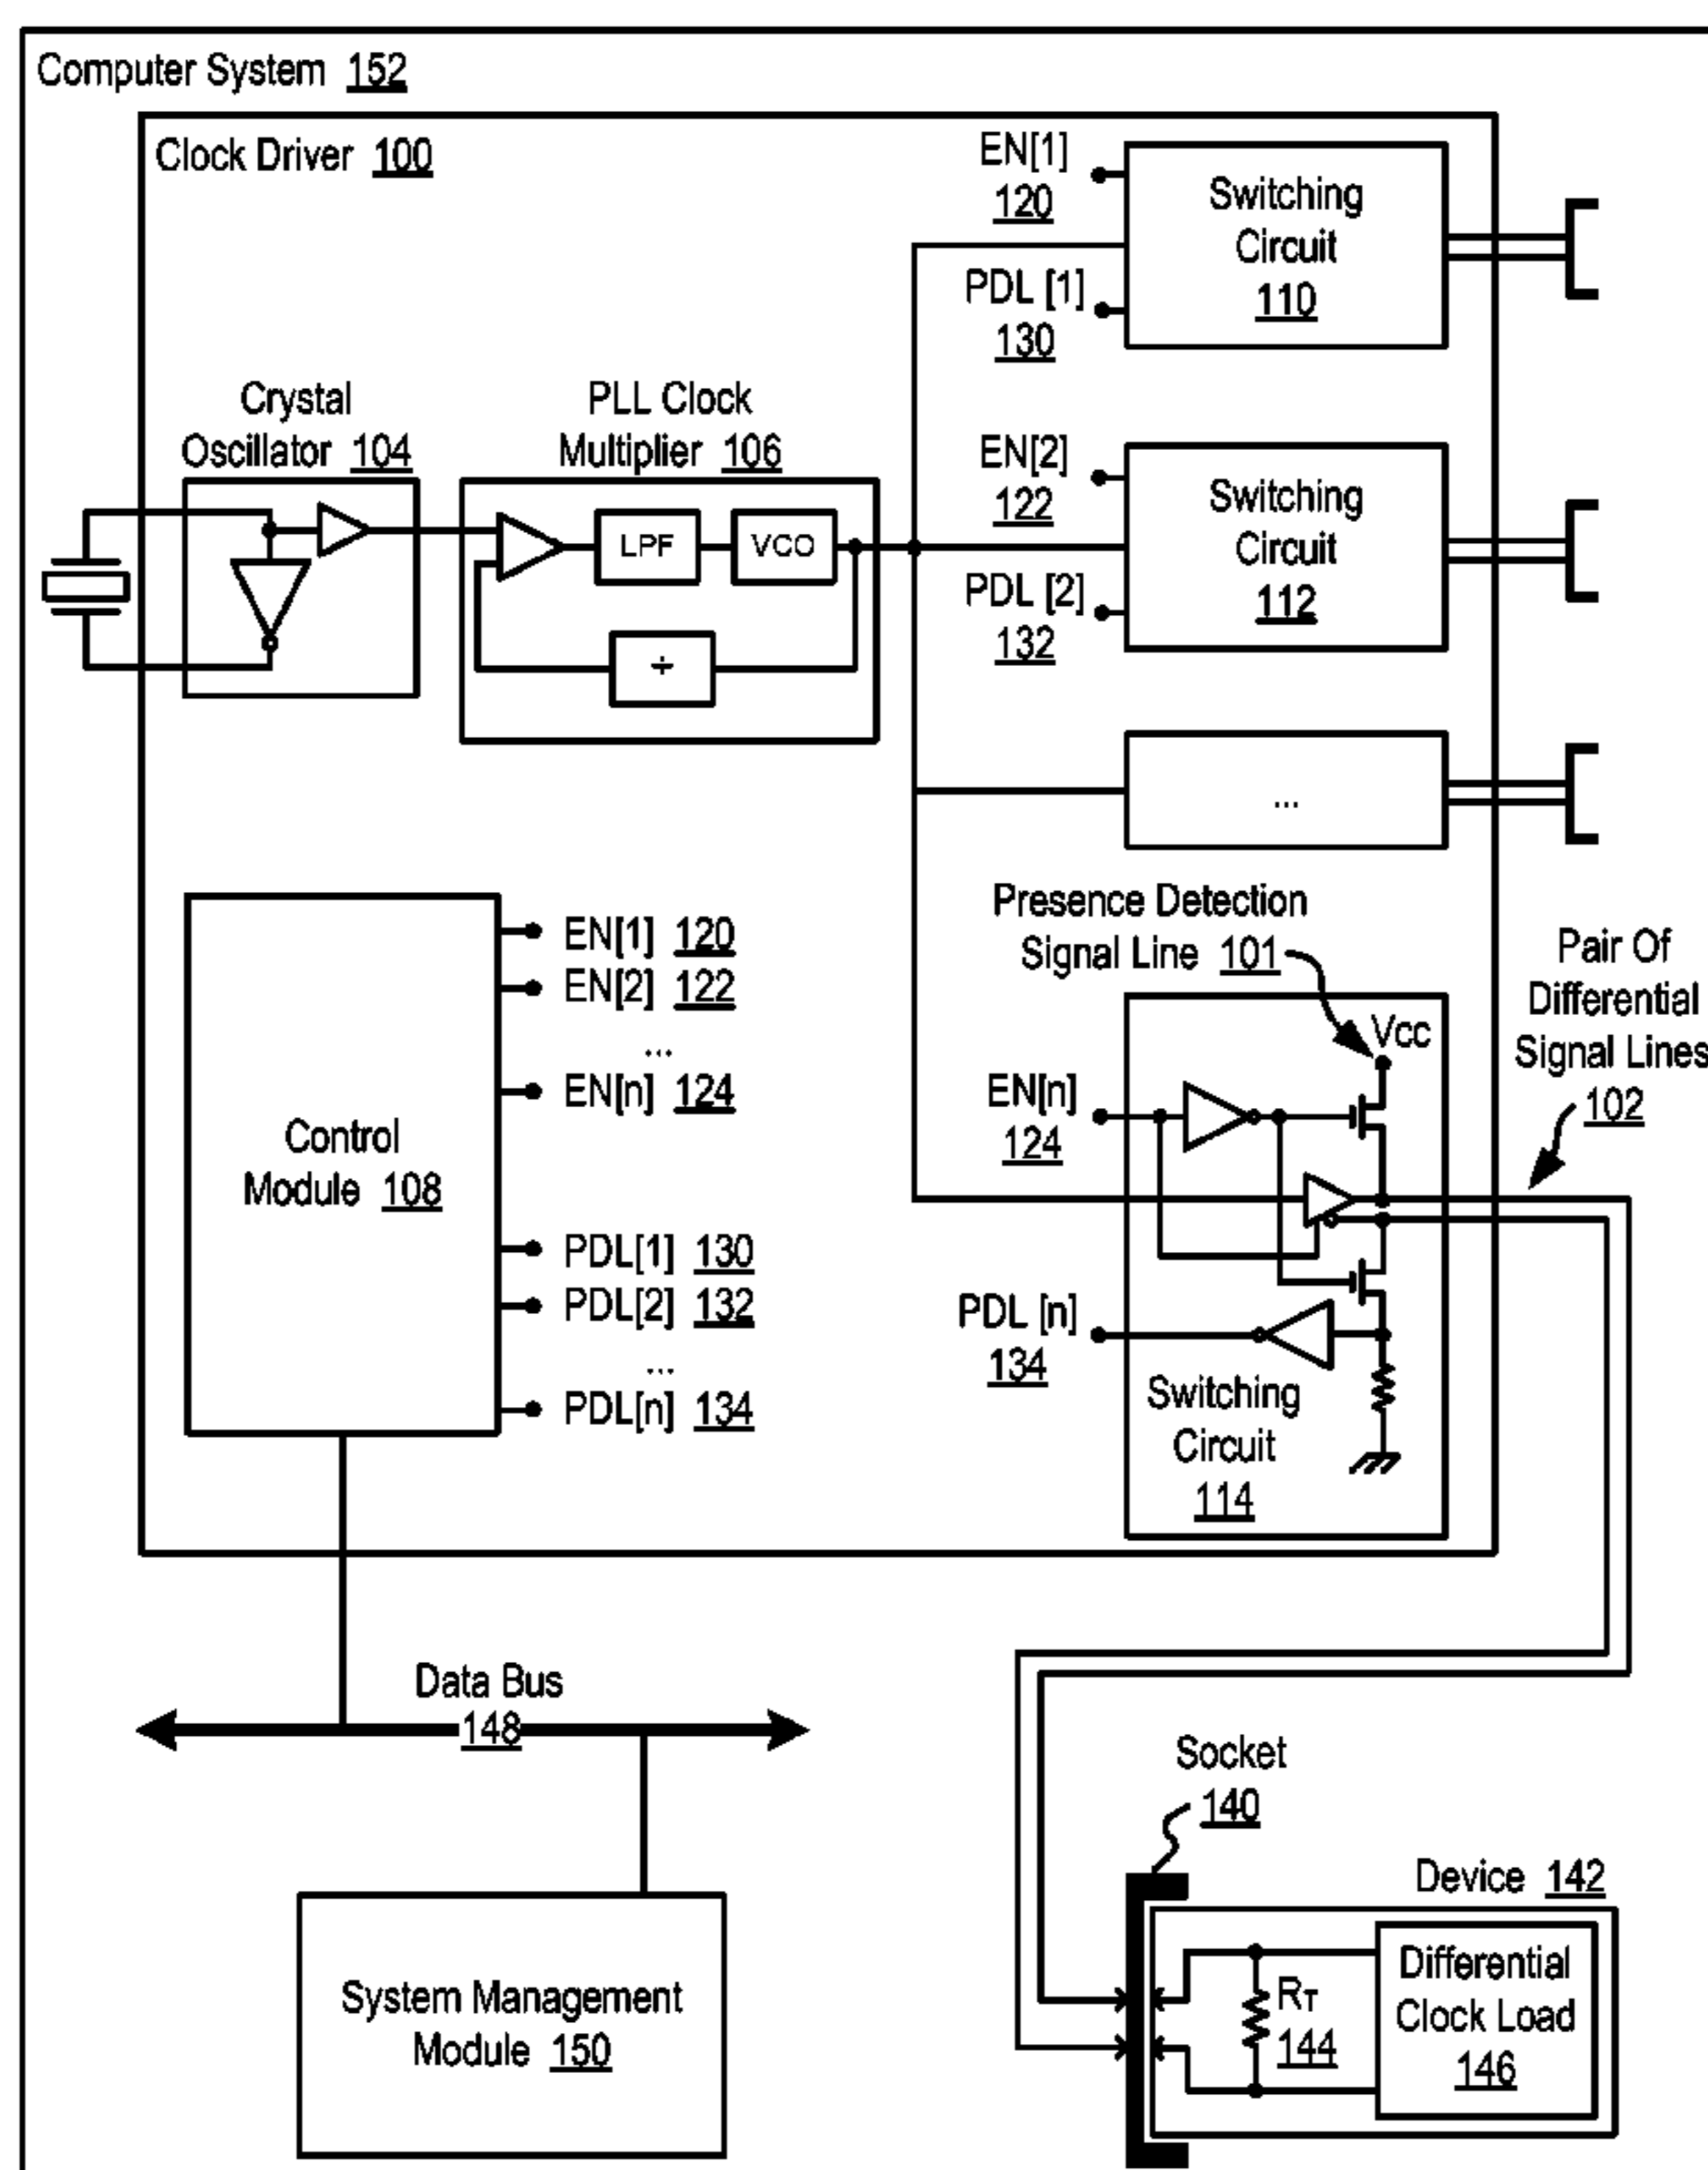 Computer System 152
Clock Driver 100
EN[1]
120
PDL [1]
130
Switching
Circuit
110
Crystal
Oscillator 104
PLL Clock
Multiplier 106
LPF
VCO
÷
EN[2]
122
PDL [2]
132
Switching
Circuit
112
...
Control
Module 108
EN[1] 120
EN[2] 122
...
EN[n] 124
PDL[1] 130
PDL[2] 132
...
PDL[n] 134
Presence Detection
Signal Line 101
Vcc
Pair Of
Differential
Signal Lines
102
EN[n]
124
PDL [n]
134
Switching
Circuit
114
Data Bus
148
System Management
Module 150
Socket
140
Device 142
RT
144
Differential
Clock Load
146